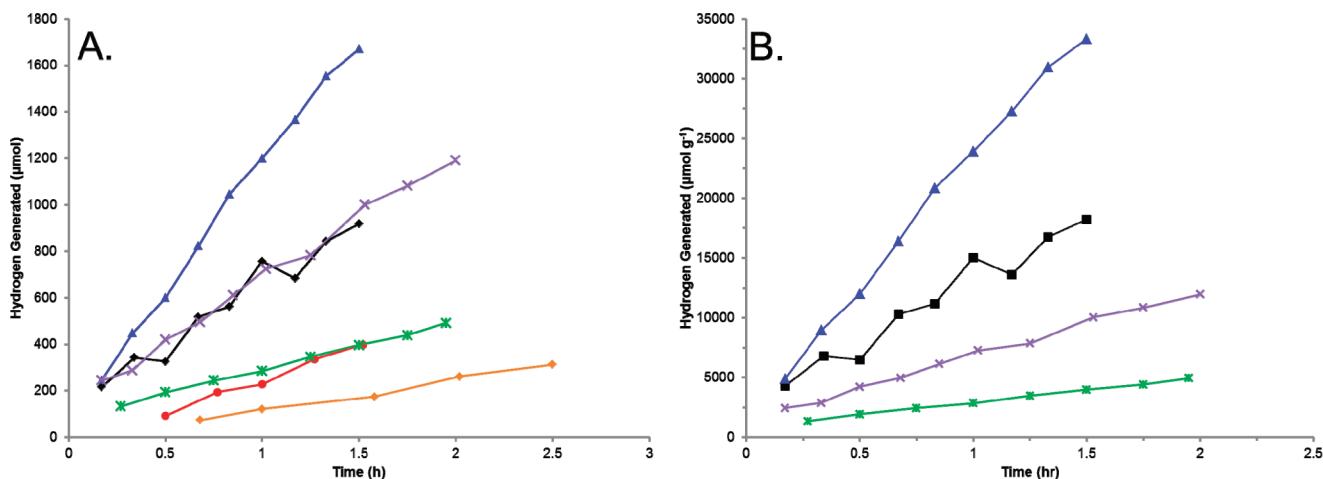 A.
Hydrogen Generated (µmol)
1800
1600
1400
1200
1000
800
600
400
200
0
0 0.5 1 1.5 2 2.5 3
Time (h)
B.
Hydrogen Generated (µmol g⁻¹)
35000
30000
25000
20000
15000
10000
5000
0
0 0.5 1 1.5 2 2.5
Time (hr)